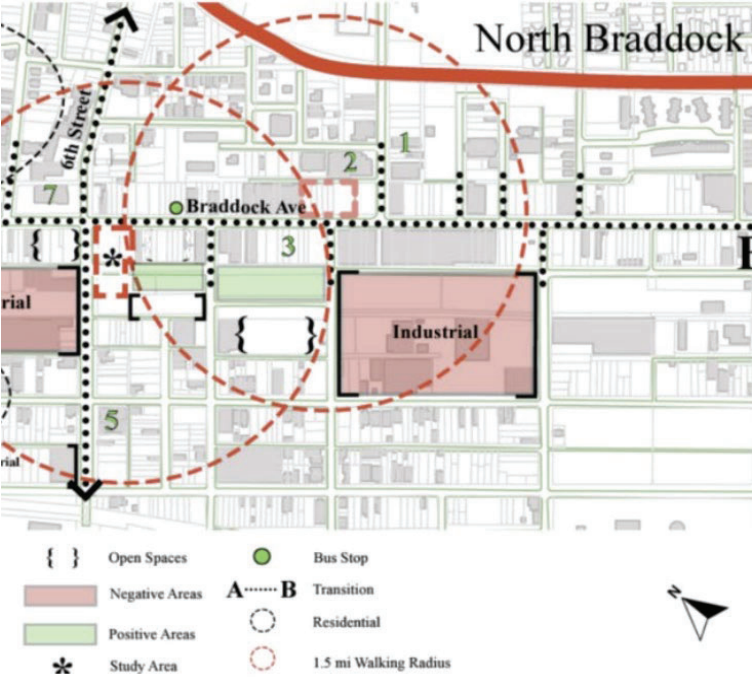 North Braddock
6th Street
1
2
7
Braddock Ave
3
*
{ }
rial
{ }
Industrial
5
rial
{ } Open Spaces
Bus Stop
Negative Areas
A B Transition
Positive Areas
Residential
* Study Area
1.5 mi Walking Radius
N